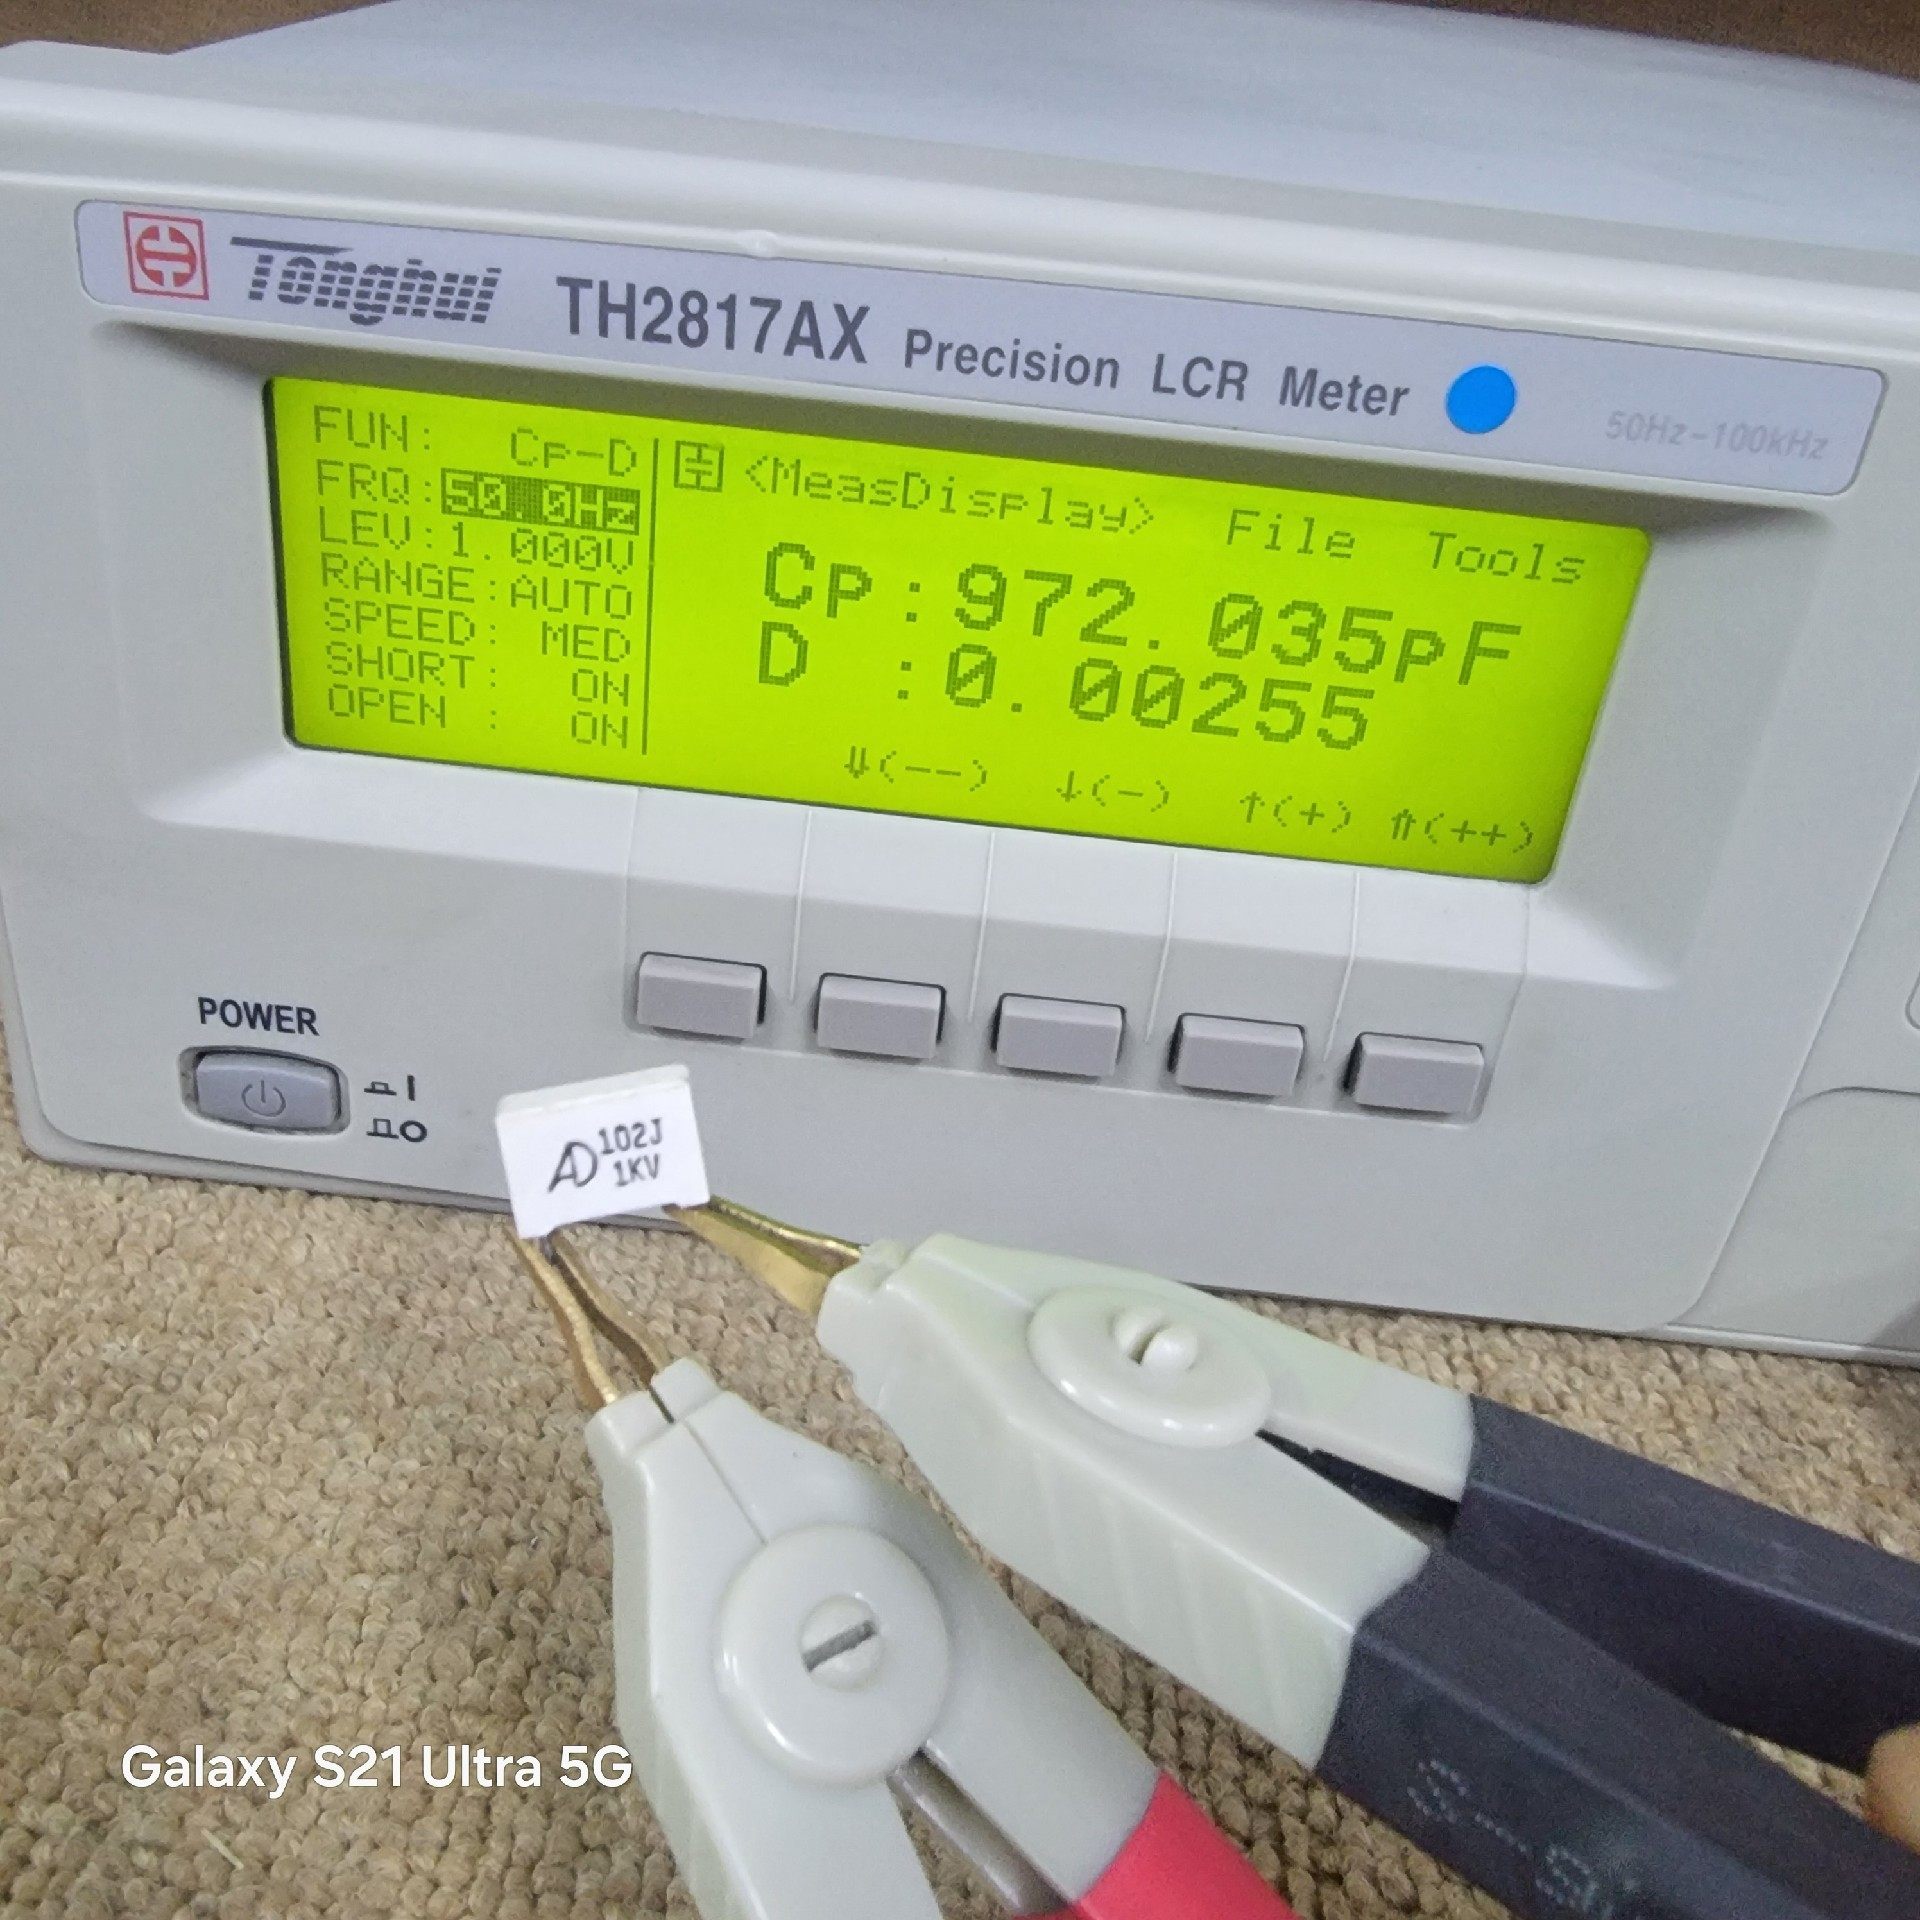 Tonghui TH2817AX Precision LCR Meter
50Hz-100kHz
FUN: Cp-D
FRQ:50.0Hz
LEV:1.000V
RANGE:AUTO
SPEED: MED
SHORT: ON
OPEN : ON
<MeasDisplay> File Tools
Cp:972.035pF
D :0.00255
⇓(--) ↓(-) ↑(+) ⇑(++)
POWER
102J
1KV
Galaxy S21 Ultra 5G